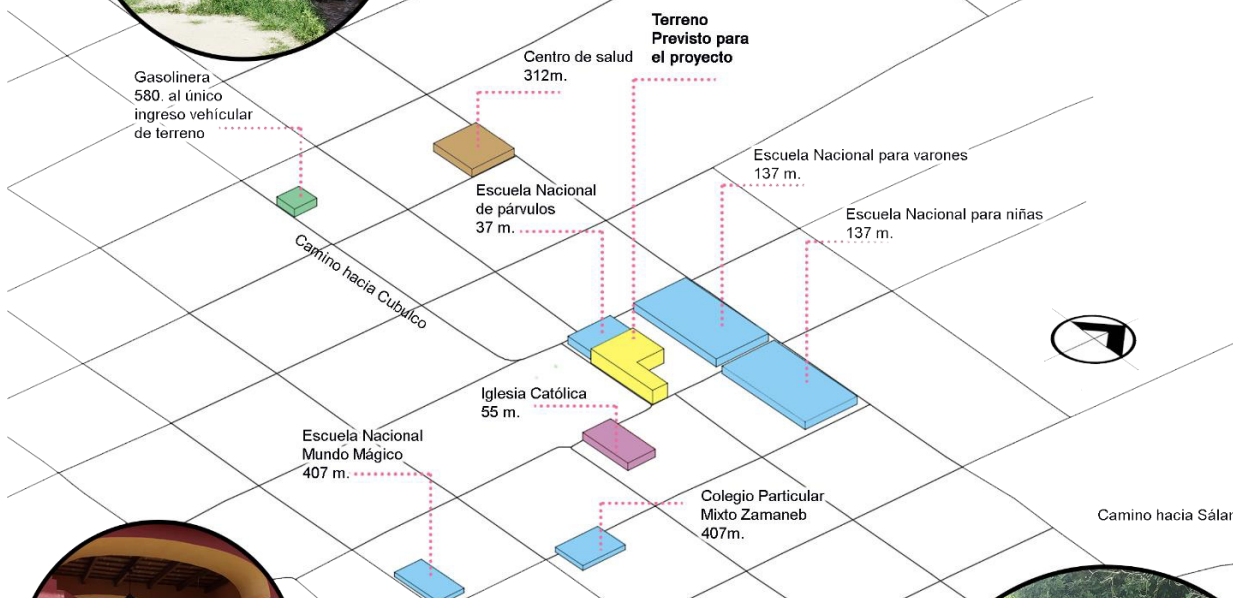 Terreno
Previsto para
el proyecto
Centro de salud
312m.
Gasolinera
580. al único
ingreso vehícular
de terreno
Escuela Nacional para varones
137 m.
Escuela Nacional
de párvulos
37 m.
Escuela Nacional para niñas
137 m.
Camino hacia Cubulco
Iglesia Católica
55 m.
Escuela Nacional
Mundo Mágico
407 m.
Colegio Particular
Mixto Zamaneb
407m.
Camino hacia Sálar